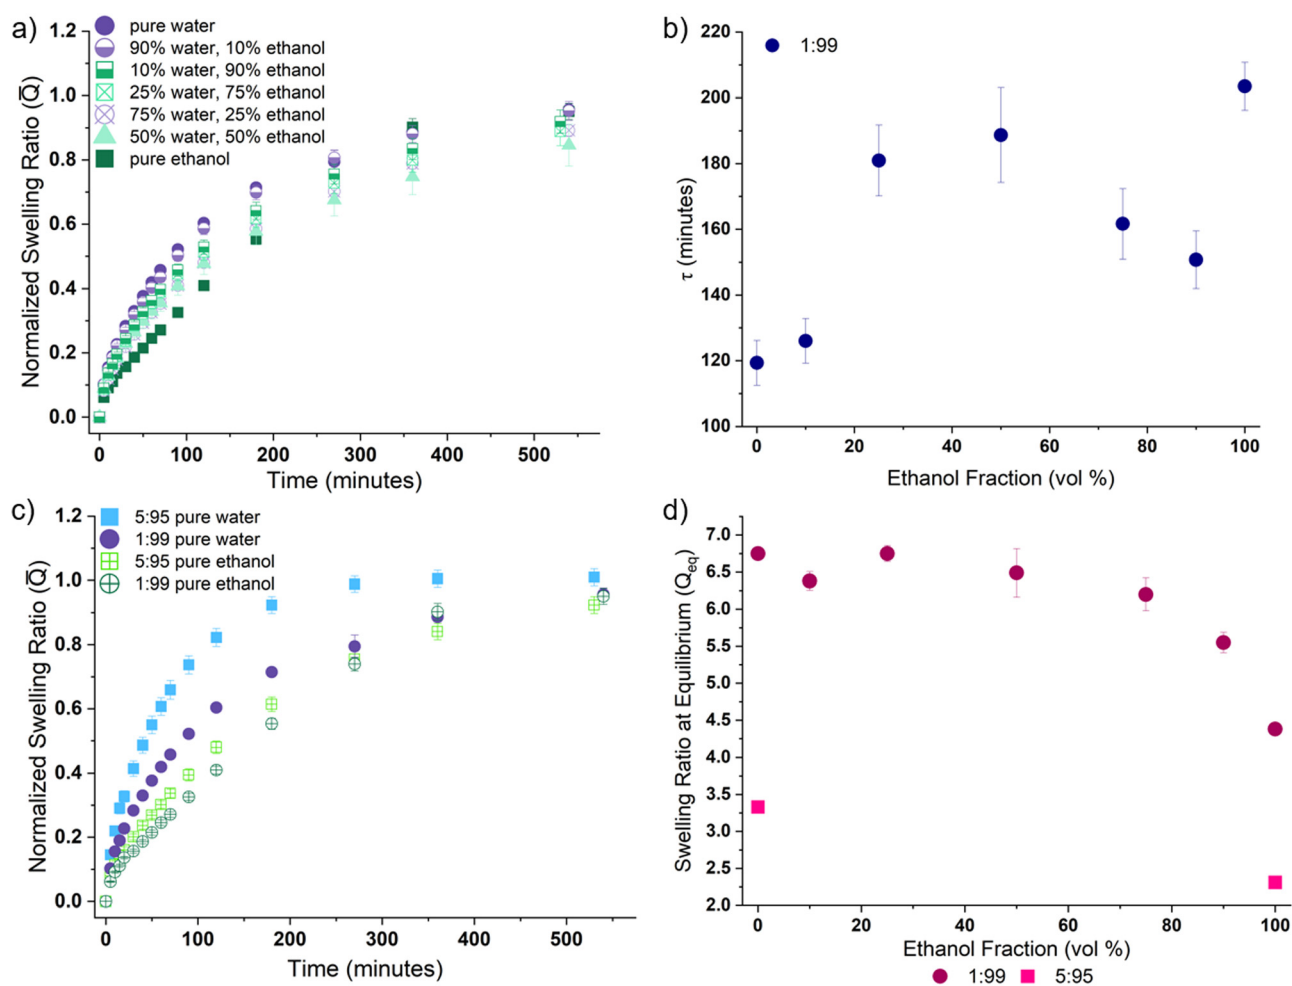 a)
pure water
90% water, 10% ethanol
10% water, 90% ethanol
25% water, 75% ethanol
75% water, 25% ethanol
50% water, 50% ethanol
pure ethanol
Normalized Swelling Ratio (Q̅)
1.2
1.0
0.8
0.6
0.4
0.2
0.0
0 100 200 300 400 500
Time (minutes)
b)
1:99
τ (minutes)
220
200
180
160
140
120
100
0 20 40 60 80 100
Ethanol Fraction (vol %)
c)
5:95 pure water
1:99 pure water
5:95 pure ethanol
1:99 pure ethanol
Normalized Swelling Ratio (Q̅)
1.2
1.0
0.8
0.6
0.4
0.2
0.0
0 100 200 300 400 500
Time (minutes)
d)
Swelling Ratio at Equilibrium (Qeq)
7.0
6.5
6.0
5.5
5.0
4.5
4.0
3.5
3.0
2.5
2.0
0 20 40 60 80 100
Ethanol Fraction (vol %)
1:99 5:95